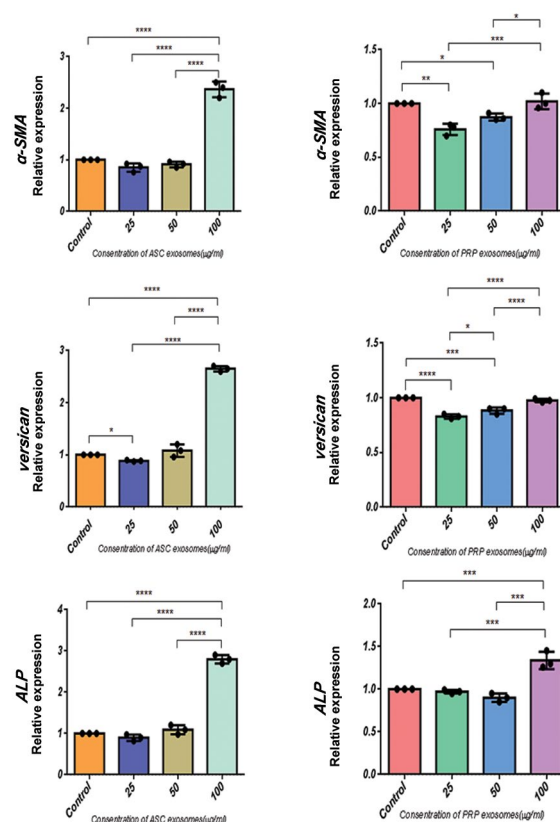 ****
****
****
α-SMA
Relative expression
3
2
1
0
Control
25
50
100
Consentration of ASC exosomes(µg/ml)
*
***
*
**
α-SMA
Relative expression
1.5
1.0
0.5
0.0
Control
25
50
100
Consentration of PRP exosomes(µg/ml)
****
****
****
*
versican
Relative expression
3
2
1
0
Control
25
50
100
Consentration of ASC exosomes(µg/ml)
****
****
*
***
****
versican
Relative expression
1.5
1.0
0.5
0.0
Control
25
50
100
Consentration of PRP exosomes(µg/ml)
****
****
****
ALP
Relative expression
4
3
2
1
0
Control
25
50
100
Consentration of ASC exosomes(µg/ml)
***
***
***
ALP
Relative expression
2.0
1.5
1.0
0.5
0.0
Control
25
50
100
Consentration of PRP exosomes(µg/ml)